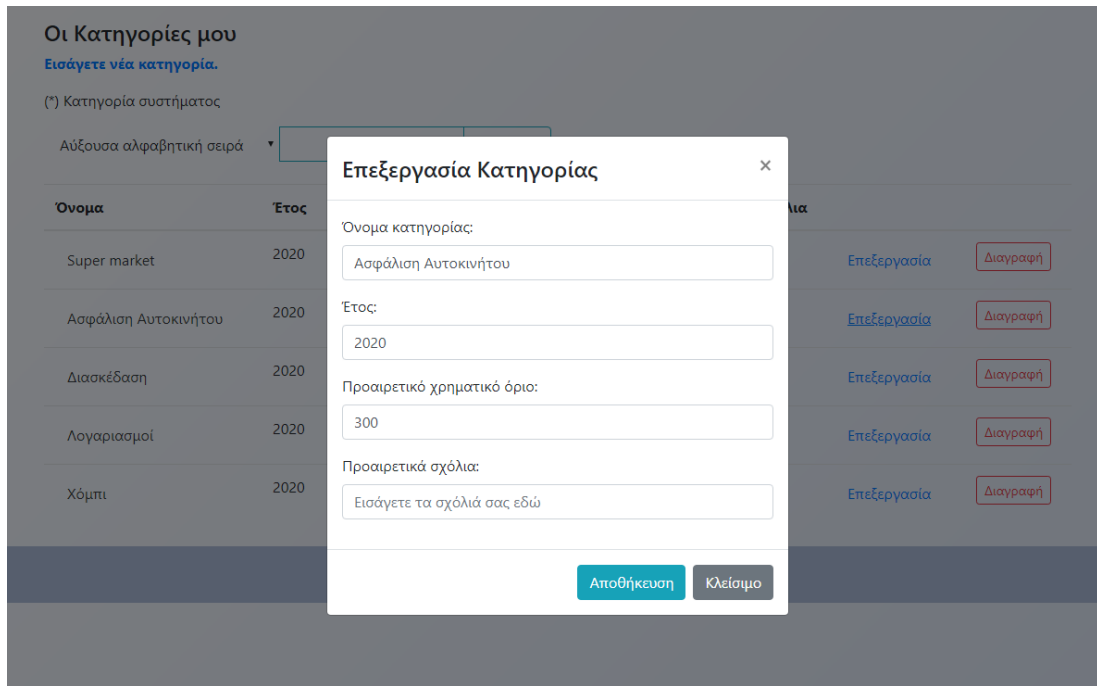 Οι Κατηγορίες μου
Εισάγετε νέα κατηγορία.
(*) Κατηγορία συστήματος
Αύξουσα αλφαβητική σειρά
Επεξεργασία Κατηγορίας ×
Όνομα Έτος
Όνομα κατηγορίας:
Super market 2020 Επεξεργασία Διαγραφή
Ασφάλιση Αυτοκινήτου
Έτος:
Ασφάλιση Αυτοκινήτου 2020 Επεξεργασία Διαγραφή
2020
Διασκέδαση 2020 Επεξεργασία Διαγραφή
Προαιρετικό χρηματικό όριο:
300
Λογαριασμοί 2020 Επεξεργασία Διαγραφή
Προαιρετικά σχόλια:
Χόμπι 2020 Επεξεργασία Διαγραφή
Εισάγετε τα σχόλιά σας εδώ
Αποθήκευση Κλείσιμο